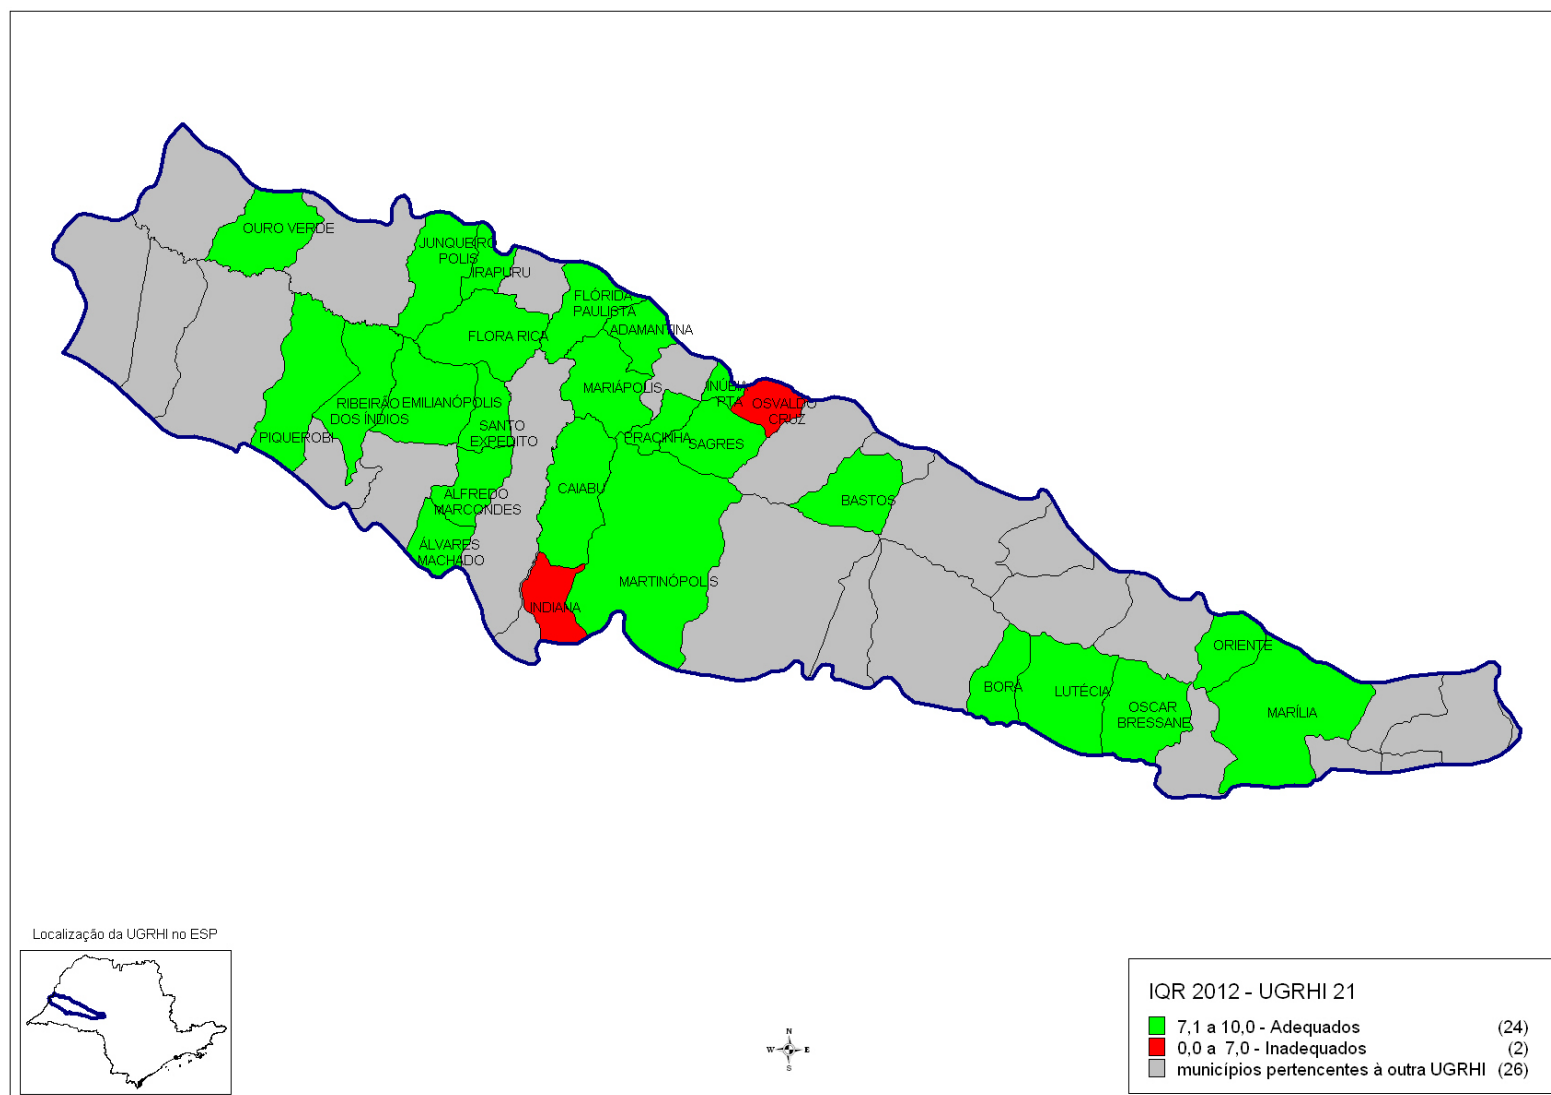 OURO VERDE
JUNQUEIRO
POLIS
IRAPURU
FLÓRIDA
PAULISTA
ADAMANTINA
FLORA RICA
MARIÁPOLIS
INÚBIA
PTA
OSVALDO
CRUZ
RIBEIRÃO
DOS ÍNDIOS
EMILIANÓPOLIS
SANTO
EXPEDITO
PIQUEROBI
PRACINHA
SAGRES
CAIABU
ALFREDO
MARCONDES
BASTOS
ÁLVARES
MACHADO
MARTINÓPOLIS
INDIANA
ORIENTE
BORÁ
LUTÉCIA
OSCAR
BRESSANE
MARÍLIA
Localização da UGRHI no ESP
N
W E
S
IQR 2012 - UGRHI 21
7,1 a 10,0 - Adequados (24)
0,0 a 7,0 - Inadequados (2)
municípios pertencentes à outra UGRHI (26)